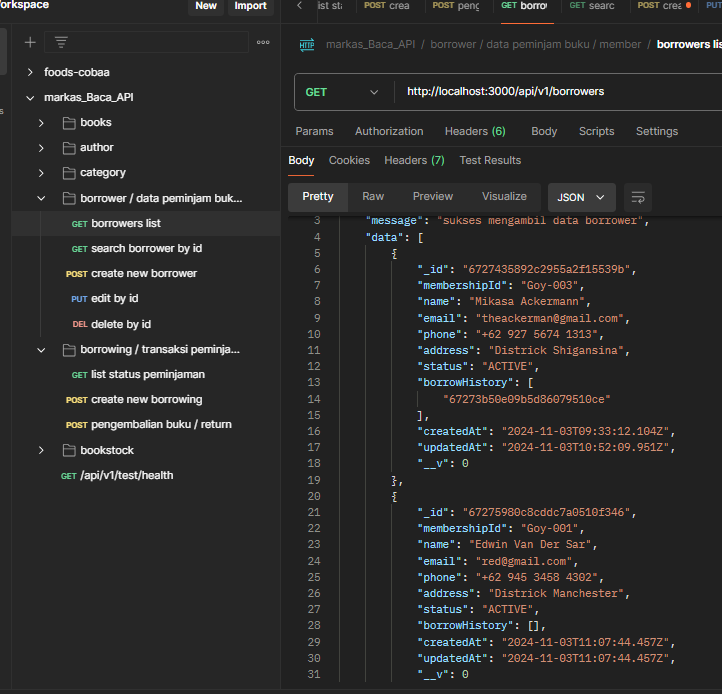 orkspace
New
Import
ist sta
POST crea
POST peng
GET borro
GET searc
POST crea
PUT
foods-cobaa
markas_Baca_API
books
author
category
borrower / data peminjam buk...
GET borrowers list
GET search borrower by id
POST create new borrower
PUT edit by id
DEL delete by id
borrowing / transaksi peminja...
GET list status peminjaman
POST create new borrowing
POST pengembalian buku / return
bookstock
GET /api/v1/test/health
HTTP markas_Baca_API / borrower / data peminjam buku / member / borrowers lis
GET http://localhost:3000/api/v1/borrowers
Params Authorization Headers (6) Body Scripts Settings
Body Cookies Headers (7) Test Results
Pretty Raw Preview Visualize JSON
3 "message": "sukses mengambil data borrower",
4 "data": [
5 {
6 "_id": "6727435892c2955a2f15539b",
7 "membershipId": "Goy-003",
8 "name": "Mikasa Ackermann",
9 "email": "theackerman@gmail.com",
10 "phone": "+62 927 5674 1313",
11 "address": "Districk Shigansina",
12 "status": "ACTIVE",
13 "borrowHistory": [
14 "67273b50e09b5d86079510ce"
15 ],
16 "createdAt": "2024-11-03T09:33:12.104Z",
17 "updatedAt": "2024-11-03T10:52:09.951Z",
18 "__v": 0
19 },
20 {
21 "_id": "67275980c8cddc7a0510f346",
22 "membershipId": "Goy-001",
23 "name": "Edwin Van Der Sar",
24 "email": "red@gmail.com",
25 "phone": "+62 945 3458 4302",
26 "address": "Districk Manchester",
27 "status": "ACTIVE",
28 "borrowHistory": [],
29 "createdAt": "2024-11-03T11:07:44.457Z",
30 "updatedAt": "2024-11-03T11:07:44.457Z",
31 "__v": 0